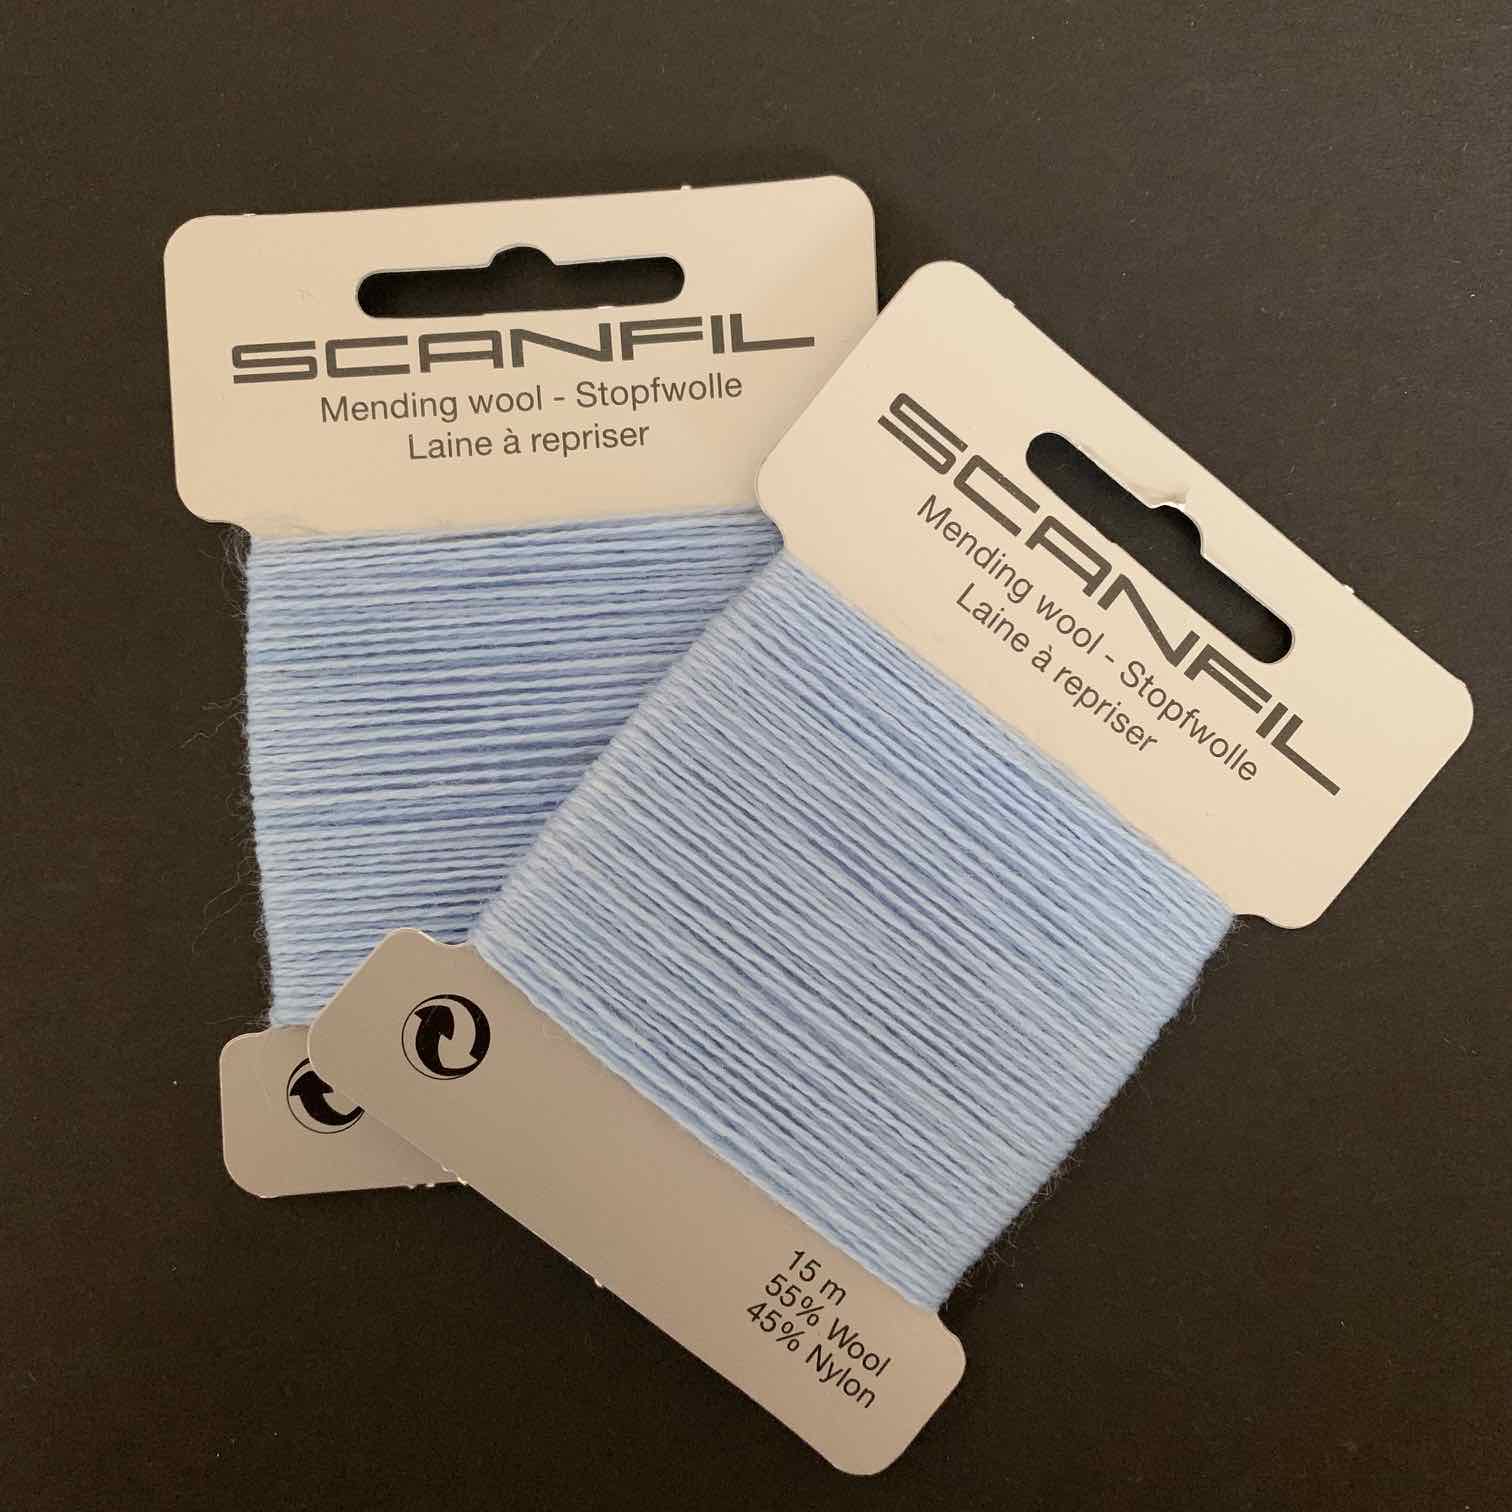 SCANFIL
Mending wool - Stopfwolle
Laine à repriser
SCANFIL
Mending wool - Stopfwolle
Laine à repriser
15 m
55% Wool
45% Nylon